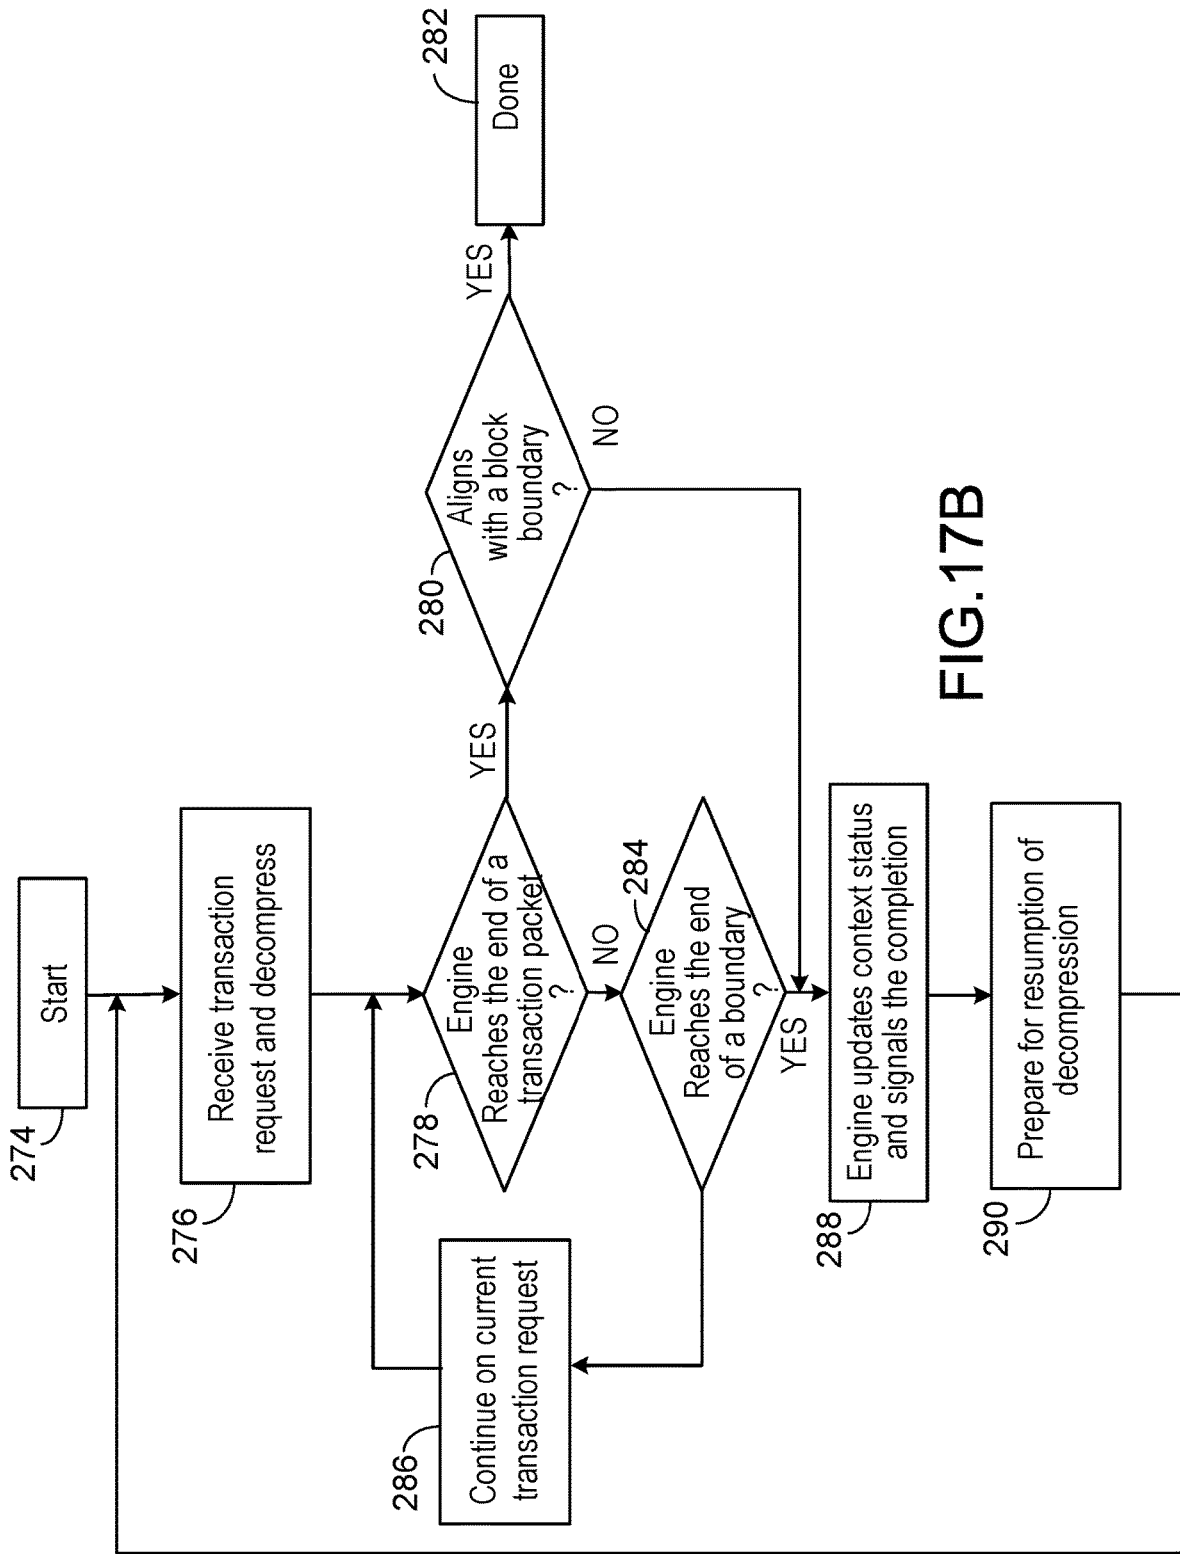 Start
274
Receive transaction
request and decompress
276
Engine
Reaches the end of a
transaction packet
?
278
YES
NO
Aligns
with a block
boundary
?
280
YES
NO
Done
282
Engine
Reaches the end
of a boundary
?
284
YES
Continue on current
transaction request
286
Engine updates context status
and signals the completion
288
Prepare for resumption of
decompression
290
FIG.17B